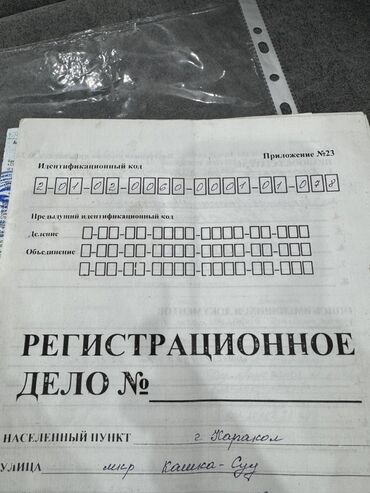 Приложение №23
Идентификационный код
2-01-02-0060-0001-01-078
Предыдущий идентификационный код
Деление
Объединение
РЕГИСТРАЦИОННОЕ
ДЕЛО №
НАСЕЛЕННЫЙ ПУНКТ г. Каракол
УЛИЦА мкр Кашка-Суу